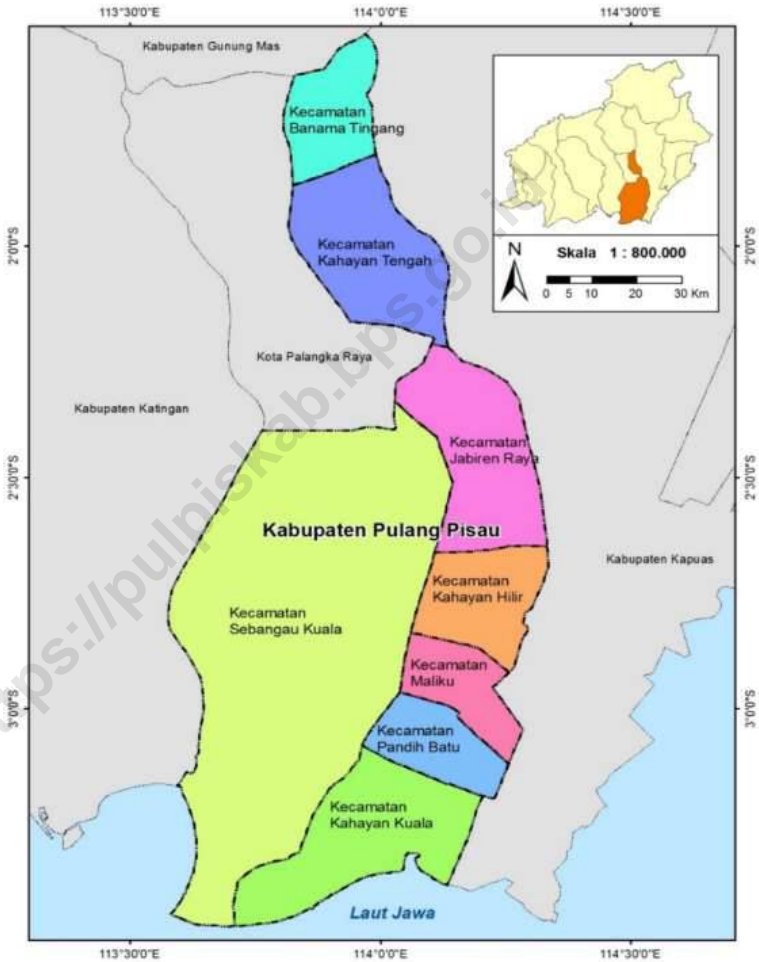 113°30'0"E 114°0'0"E 114°30'0"E
Kabupaten Gunung Mas
Kecamatan
Banama Tingang
2°0'0"S
Kecamatan
Kahayan Tengah
N
Skala 1 : 800.000
0 5 10 20 30 Km
2°0'0"S
Kota Palangka Raya
Kabupaten Katingan
2°30'0"S
Kecamatan
Jabiren Raya
2°30'0"S
Kabupaten Pulang Pisau
Kabupaten Kapuas
Kecamatan
Kahayan Hilir
Kecamatan
Sebangau Kuala
Kecamatan
Maliku
3°0'0"S
Kecamatan
Pandih Batu
3°0'0"S
Kecamatan
Kahayan Kuala
Laut Jawa
113°30'0"E 114°0'0"E 114°30'0"E
https://pulpiskab.bps.go.id